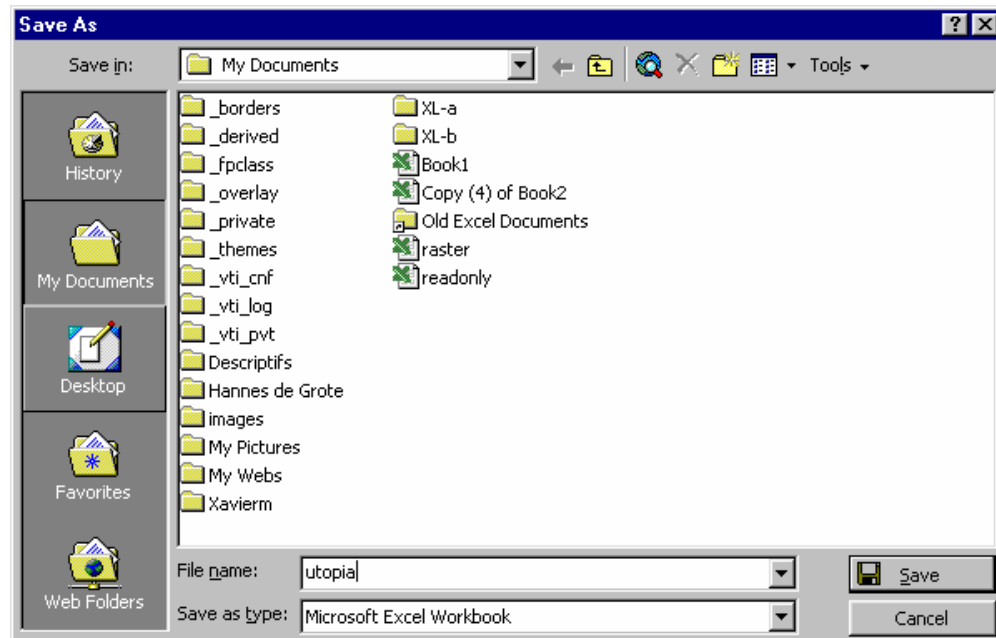 Save As
Save in:
My Documents
Tools
History
My Documents
Desktop
Favorites
Web Folders
_borders
_derived
_fpclass
_overlay
_private
_themes
_vti_cnf
_vti_log
_vti_pvt
Descriptifs
Hannes de Grote
images
My Pictures
My Webs
Xavierm
XL-a
XL-b
Book1
Copy (4) of Book2
Old Excel Documents
raster
readonly
File name:
utopia
Save
Save as type:
Microsoft Excel Workbook
Cancel